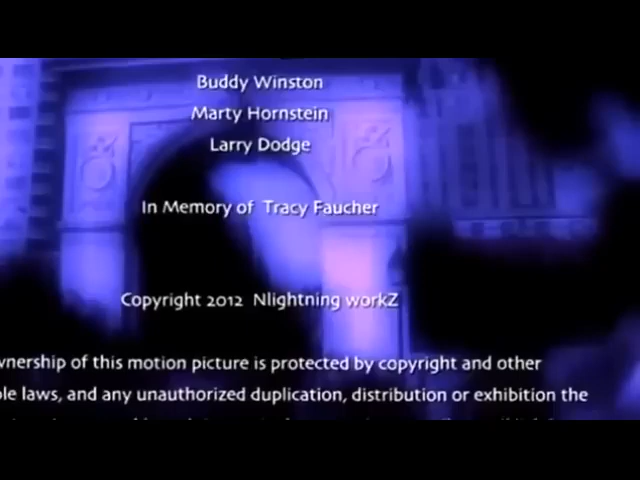 Buddy Winston
Marty Hornstein
Larry Dodge
In Memory of Tracy Faucher
Copyright 2012 Nlightning workZ
wnership of this motion picture is protected by copyright and other
ble laws, and any unauthorized duplication, distribution or exhibition the